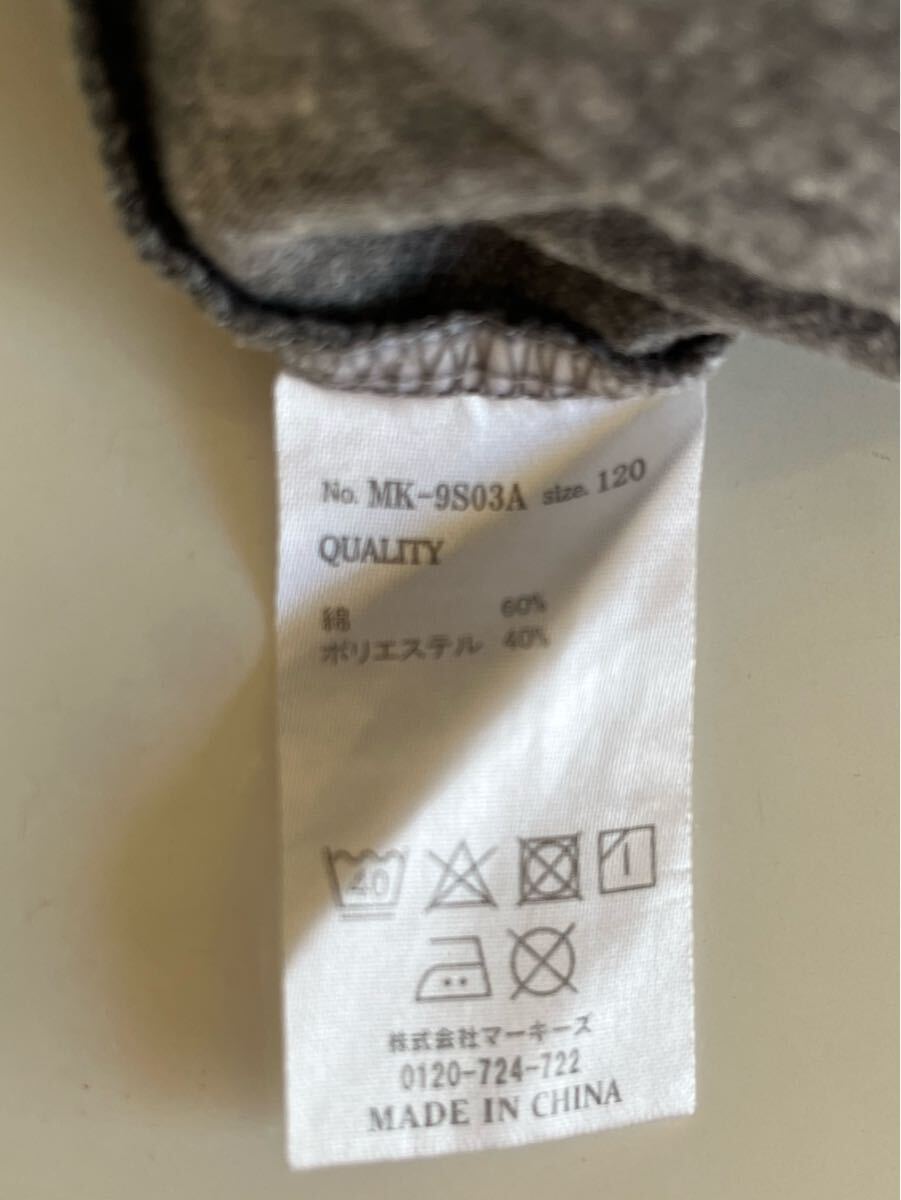 No. MK-9S03A size. 120
QUALITY
綿 60%
ポリエステル 40%
40
株式会社マーキーズ
0120-724-722
MADE IN CHINA